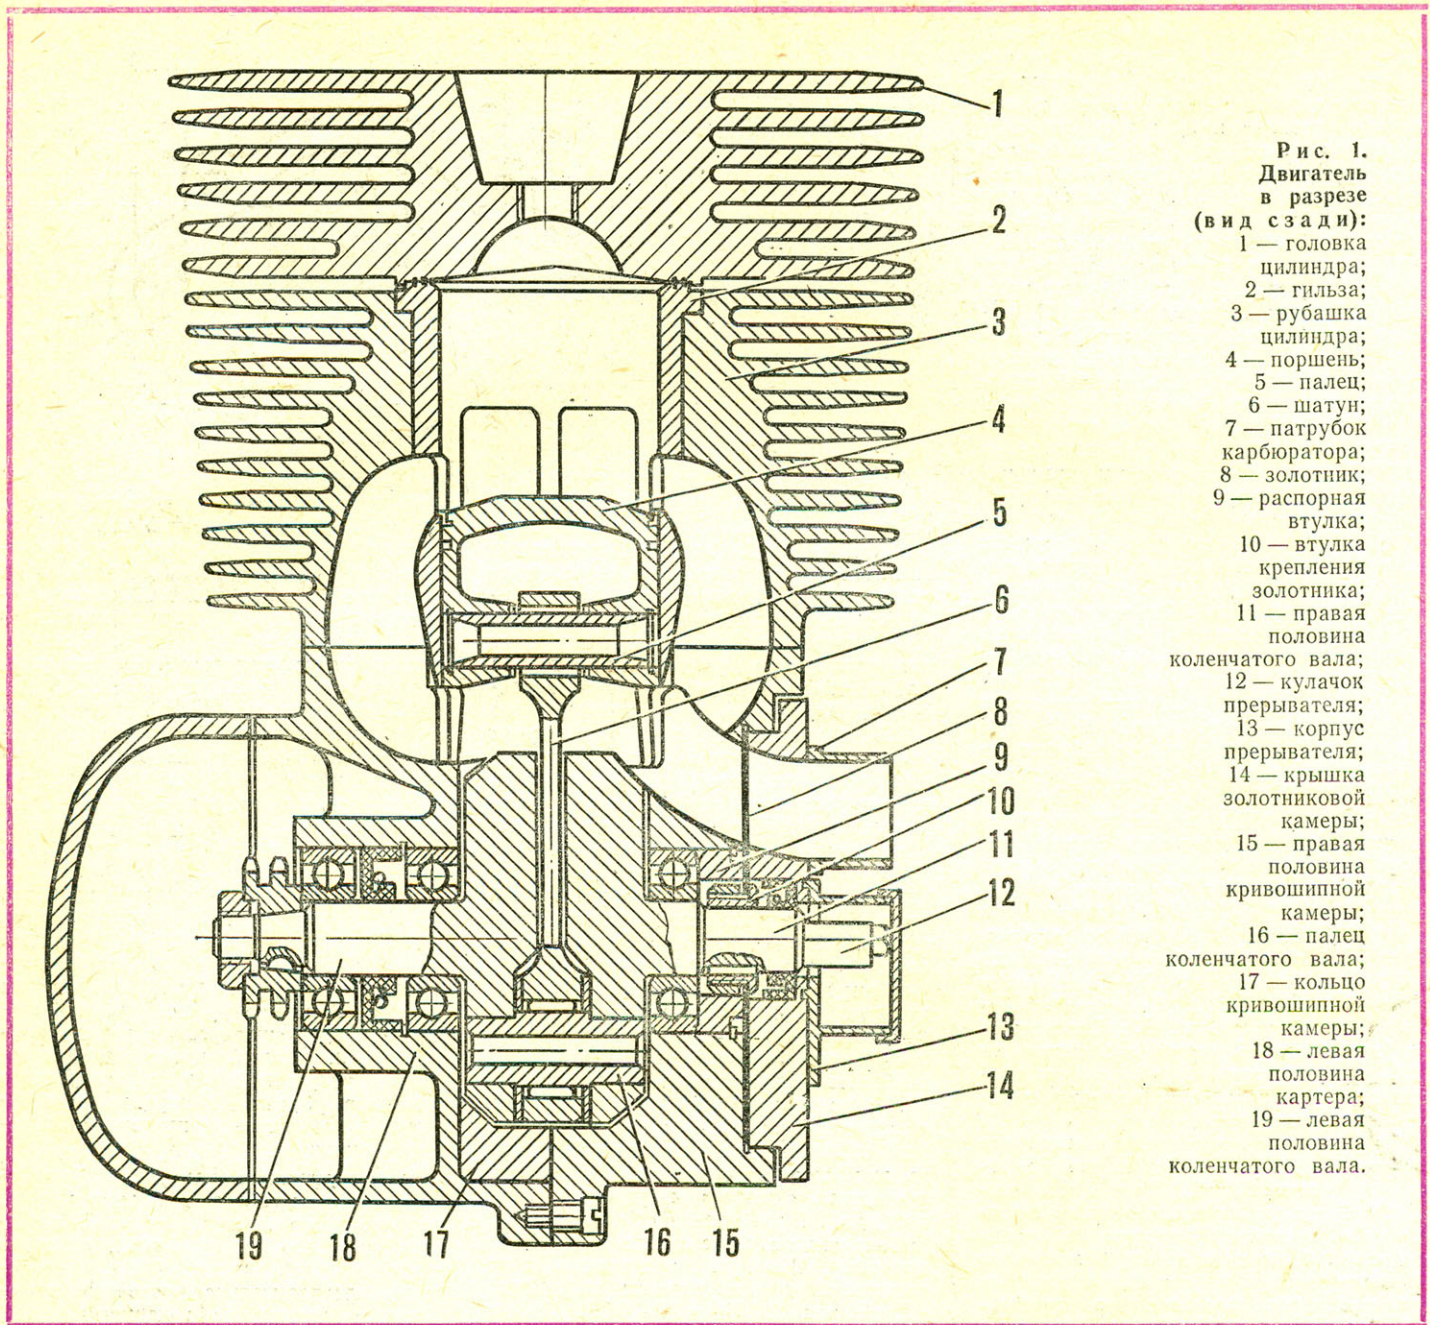 Рис. 1.
Двигатель
в разрезе
(вид сзади):
1 — головка
цилиндра;
2 — гильза;
3 — рубашка
цилиндра;
4 — поршень;
5 — палец;
6 — шатун;
7 — патрубок
карбюратора;
8 — золотник;
9 — распорная
втулка;
10 — втулка
крепления
золотника;
11 — правая
половина
коленчатого вала;
12 — кулачок
прерывателя;
13 — корпус
прерывателя;
14 — крышка
золотниковой
камеры;
15 — правая
половина
кривошипной
камеры;
16 — палец
коленчатого вала;
17 — кольцо
кривошипной
камеры;
18 — левая
половина
картера;
19 — левая
половина
коленчатого вала.
1
2
3
4
5
6
7
8
9
10
11
12
13
14
19
18
17
16
15